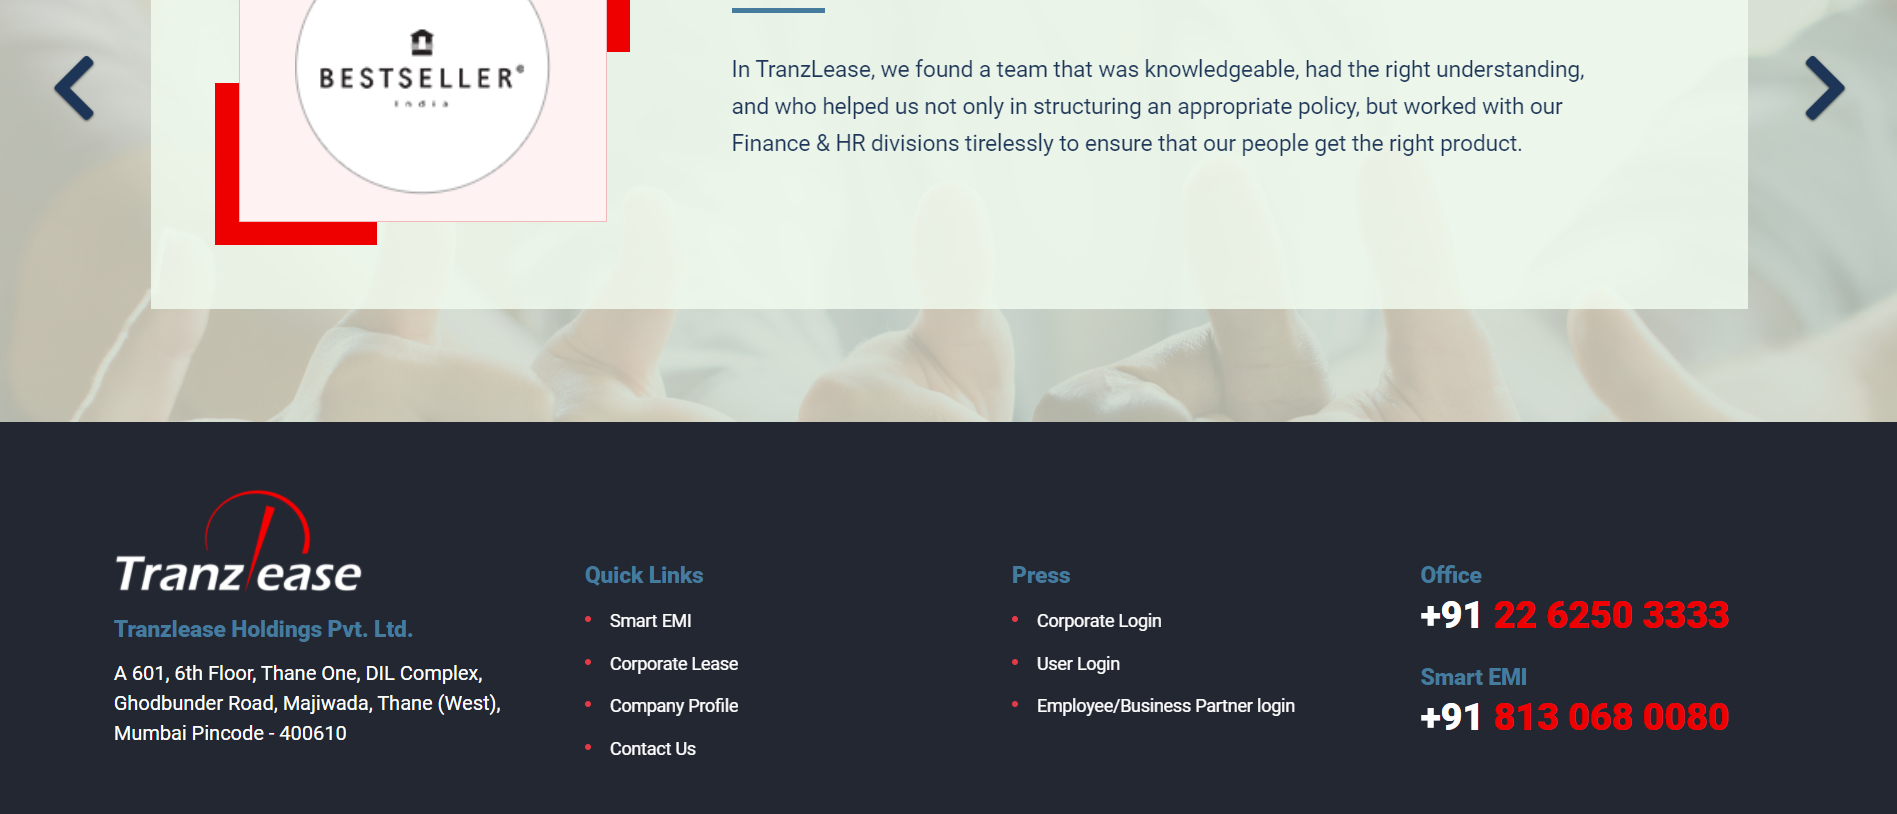 BESTSELLER®
India
In TranzLease, we found a team that was knowledgeable, had the right understanding,
and who helped us not only in structuring an appropriate policy, but worked with our
Finance & HR divisions tirelessly to ensure that our people get the right product.
Tranzlease
Tranzlease Holdings Pvt. Ltd.
A 601, 6th Floor, Thane One, DIL Complex,
Ghodbunder Road, Majiwada, Thane (West),
Mumbai Pincode - 400610
Quick Links
Smart EMI
Corporate Lease
Company Profile
Contact Us
Press
Corporate Login
User Login
Employee/Business Partner login
Office
+91 22 6250 3333
Smart EMI
+91 813 068 0080